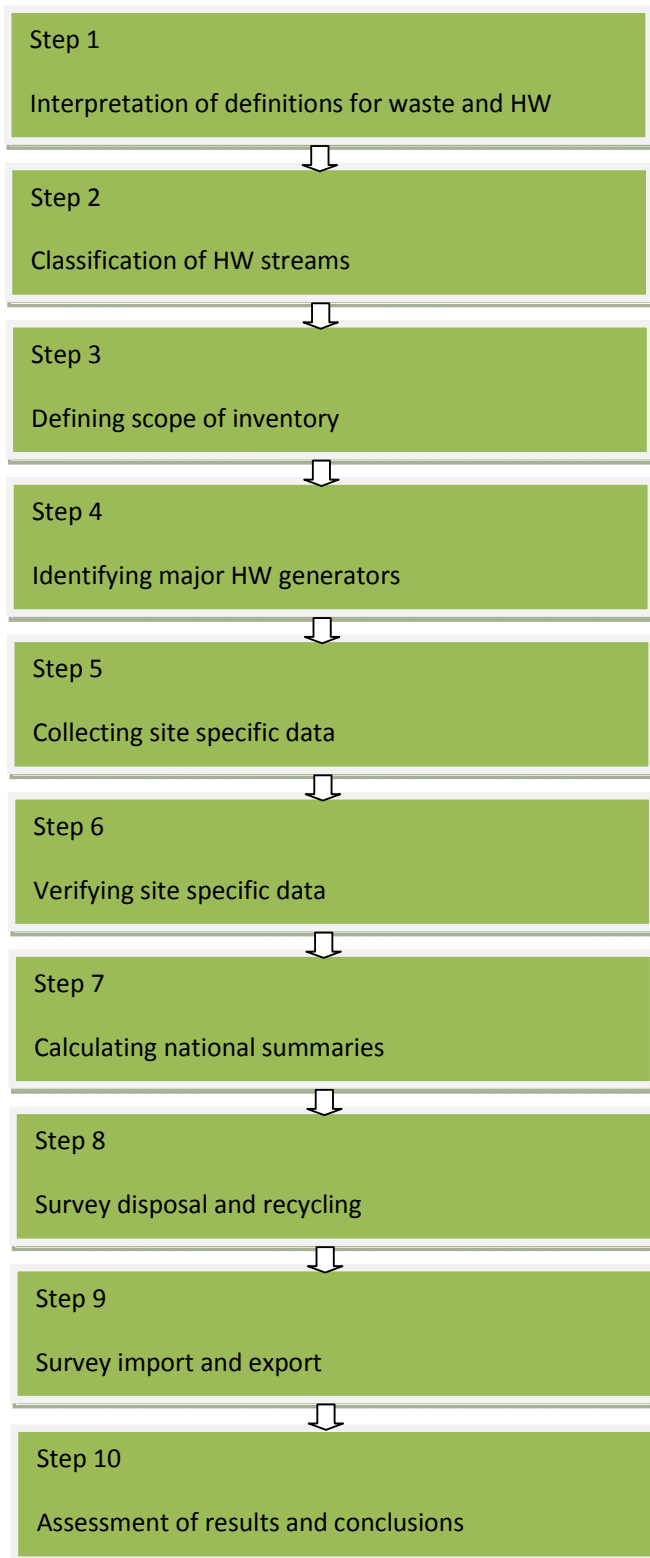 Step 1
Interpretation of definitions for waste and HW
Step 2
Classification of HW streams
Step 3
Defining scope of inventory
Step 4
Identifying major HW generators
Step 5
Collecting site specific data
Step 6
Verifying site specific data
Step 7
Calculating national summaries
Step 8
Survey disposal and recycling
Step 9
Survey import and export
Step 10
Assessment of results and conclusions